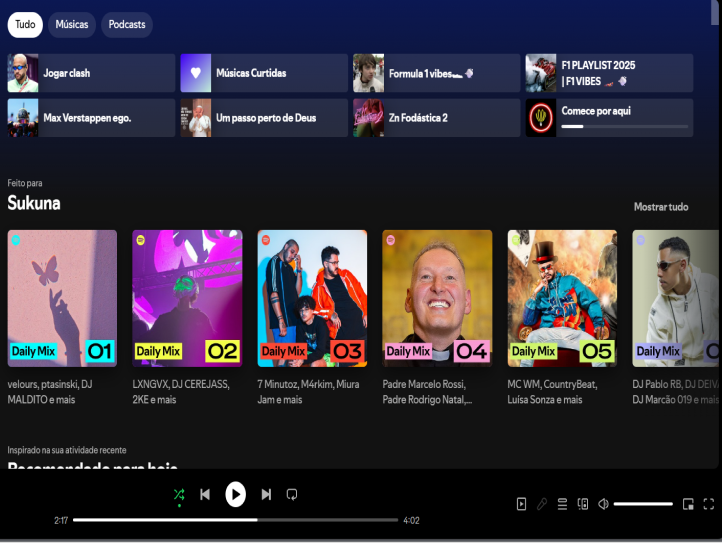 Tudo Músicas Podcasts
Jogar clash
Músicas Curtidas
Formula 1 vibes
F1 PLAYLIST 2025
| F1 VIBES
Max Verstappen ego.
Um passo perto de Deus
Zn Fodástica 2
Comece por aqui
Feito para
Sukuna
Mostrar tudo
Daily Mix 01
Daily Mix 02
Daily Mix 03
Daily Mix 04
Daily Mix 05
Daily Mix 0
velours, ptasinski, DJ
MALDITO e mais
LXNGVX, DJ CEREJASS,
2KE e mais
7 Minutoz, M4rkim, Miura
Jam e mais
Padre Marcelo Rossi,
Padre Rodrigo Natal,...
MC WM, CountryBeat,
Luísa Sonza e mais
DJ Pablo RB, DJ DEIV
DJ Marcão 019 e mais
Inspirado na sua atividade recente
Recomendado para hoje
2:17
4:02